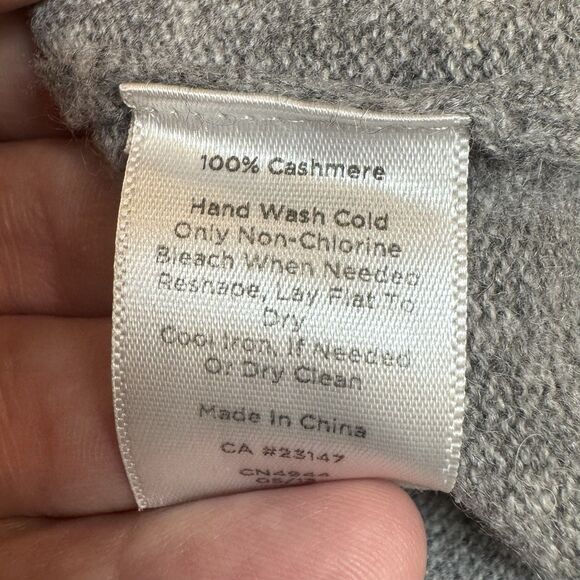 100% Cashmere
Hand Wash Cold
Only Non-Chlorine
Bleach When Needed
Reshape, Lay Flat To
Dry
Cool Iron, If Needed
Or Dry Clean
Made In China
CA #23147
CN4944